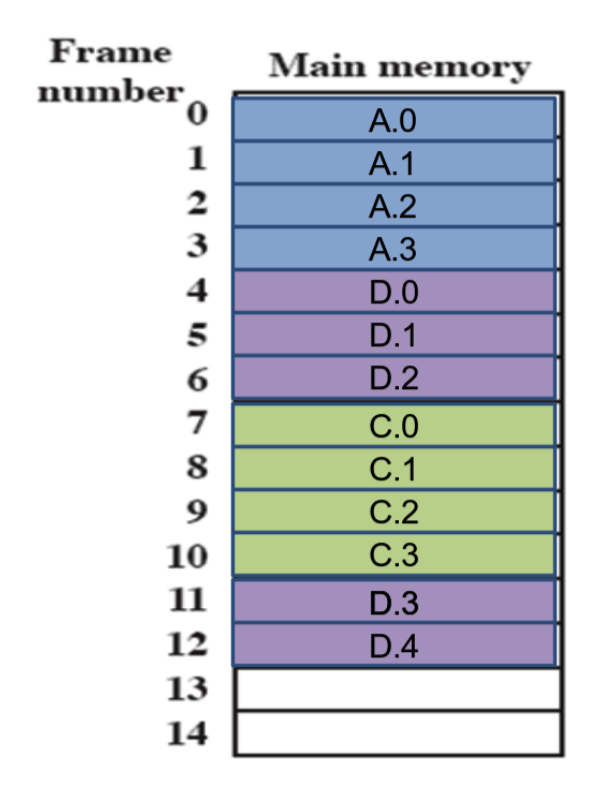 Frame
number
Main memory
0 A.0
1 A.1
2 A.2
3 A.3
4 D.0
5 D.1
6 D.2
7 C.0
8 C.1
9 C.2
10 C.3
11 D.3
12 D.4
13
14